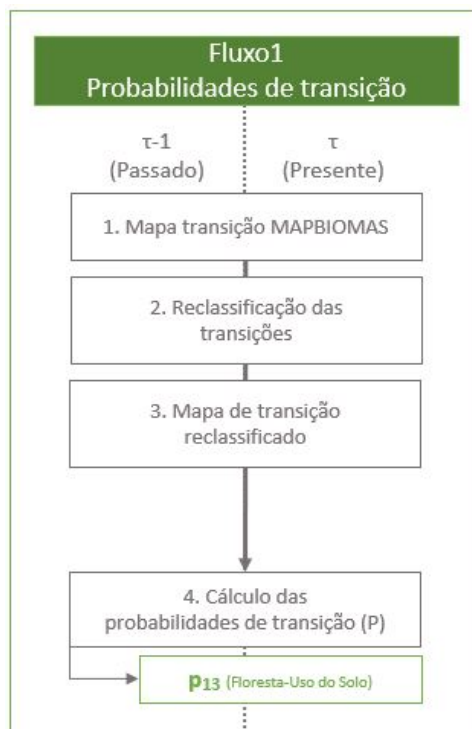 Fluxo1
Probabilidades de transição
τ-1
(Passado)
τ
(Presente)
1. Mapa transição MAPBIOMAS
2. Reclassificação das
transições
3. Mapa de transição
reclassificado
4. Cálculo das
probabilidades de transição (P)
p13 (Floresta-Uso do Solo)